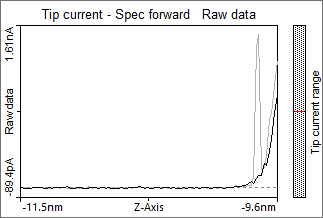 Tip current - Spec forward Raw data
1.61nA
Raw data
-89.4pA
-11.5nm Z-Axis -9.6nm
Tip current range